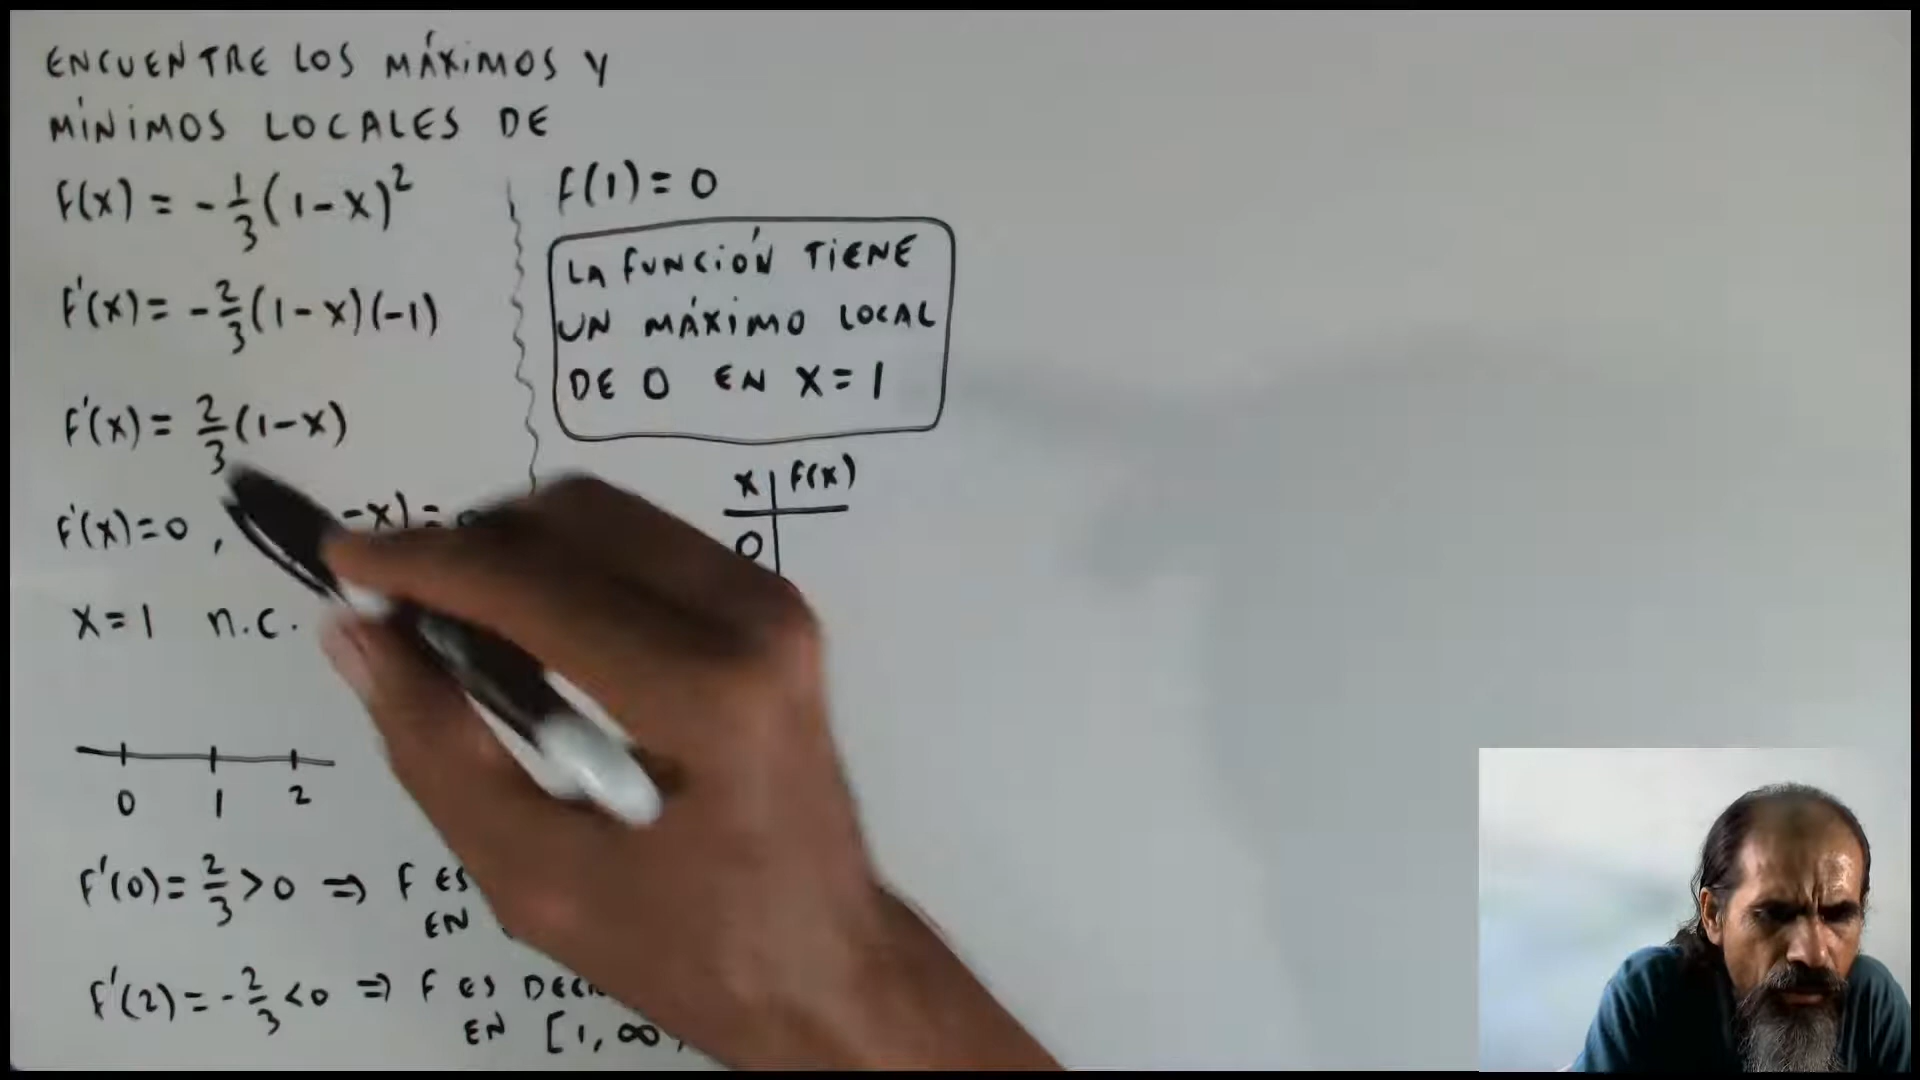 ENCUENTRE LOS MÁXIMOS Y
MÍNIMOS LOCALES DE
F(x) = -1/3(1-x)²
F'(x) = -2/3(1-x)(-1)
F'(x) = 2/3(1-x)
F'(x)=0 , -x) =
x=1 n.c.
0 1 2
F'(0)= 2/3 >0 ⇒ F ES
EN
F'(2)= -2/3 <0 ⇒ F ES
EN [1, ∞
F(1)= 0
LA FUNCIÓN TIENE
UN MÁXIMO LOCAL
DE 0 EN X=1
x F(x)
0